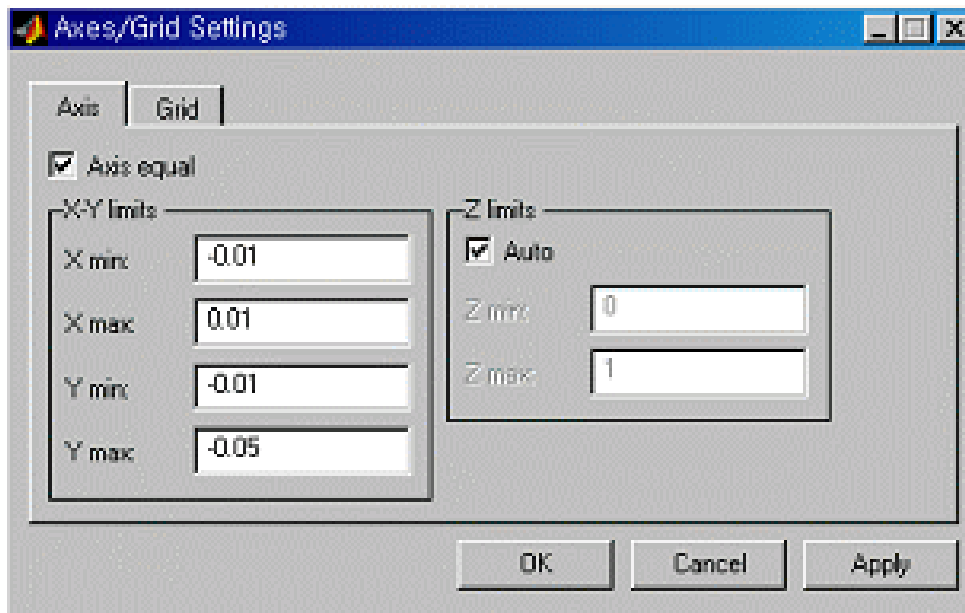 Axes/Grid Settings
Axis Grid
Axis equal
X-Y limits
X min: -0.01
X max: 0.01
Y min: -0.01
Y max: -0.05
Z limits
Auto
Z min: 0
Z max: 1
OK Cancel Apply